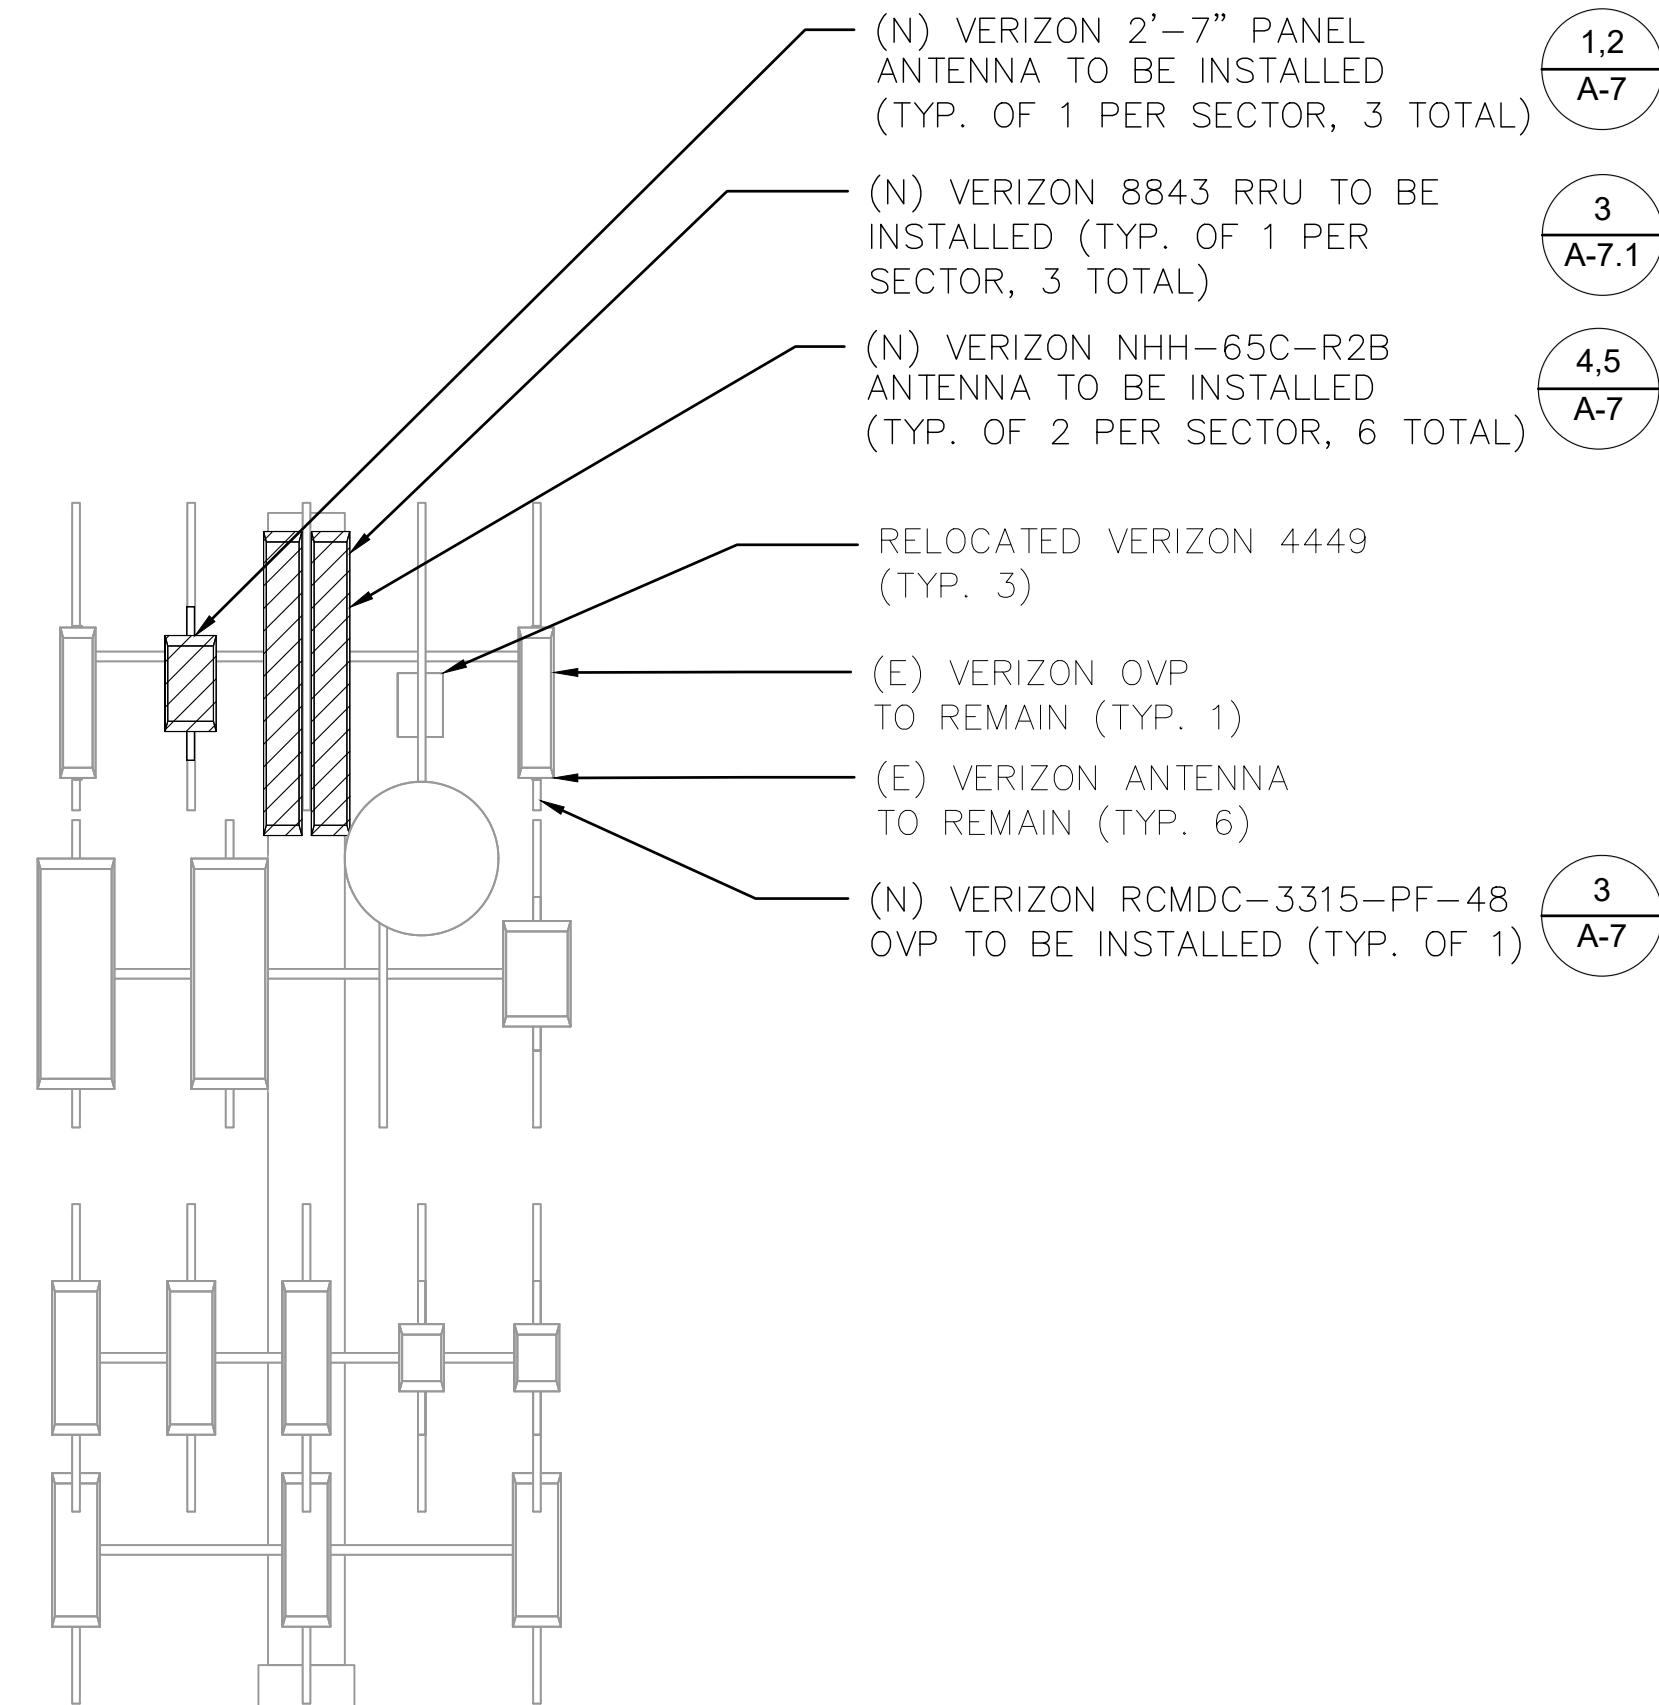 (N) VERIZON 2'-7" PANEL
ANTENNA TO BE INSTALLED
(TYP. OF 1 PER SECTOR, 3 TOTAL)
1,2
A-7
(N) VERIZON 8843 RRU TO BE
INSTALLED (TYP. OF 1 PER
SECTOR, 3 TOTAL)
3
A-7.1
(N) VERIZON NHH-65C-R2B
ANTENNA TO BE INSTALLED
(TYP. OF 2 PER SECTOR, 6 TOTAL)
4,5
A-7
RELOCATED VERIZON 4449
(TYP. 3)
(E) VERIZON OVP
TO REMAIN (TYP. 1)
(E) VERIZON ANTENNA
TO REMAIN (TYP. 6)
(N) VERIZON RCMDC-3315-PF-48
OVP TO BE INSTALLED (TYP. OF 1)
3
A-7